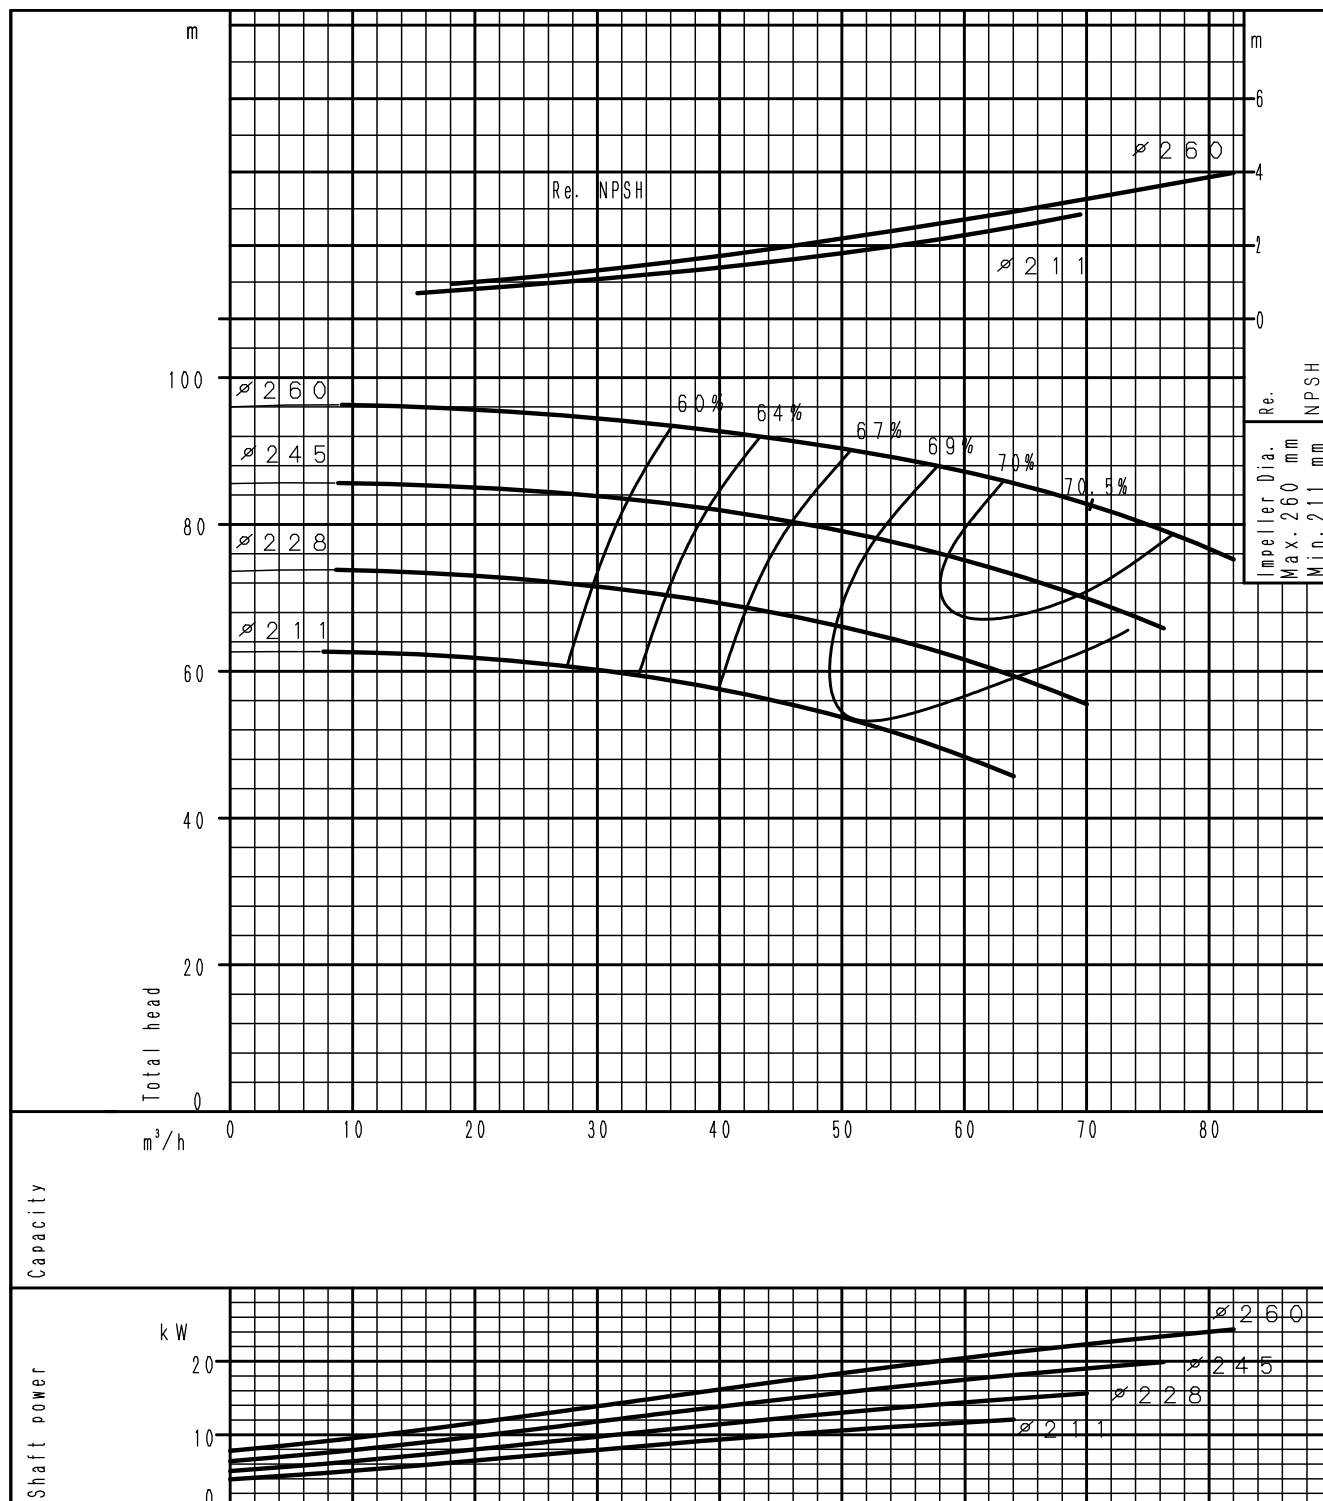 m
m
6
⌀260
4
Re. NPSH
2
⌀211
0
Re. NPSH
100
⌀260
60%
64%
67%
69%
70%
70.5%
⌀245
Impeller Dia.
Max. 260 mm
Min. 211 mm
80
⌀228
⌀211
60
40
20
Total head
0
m³/h
0 10 20 30 40 50 60 70 80
Capacity
kW
⌀260
20
⌀245
⌀228
10
⌀211
Shaft power
0